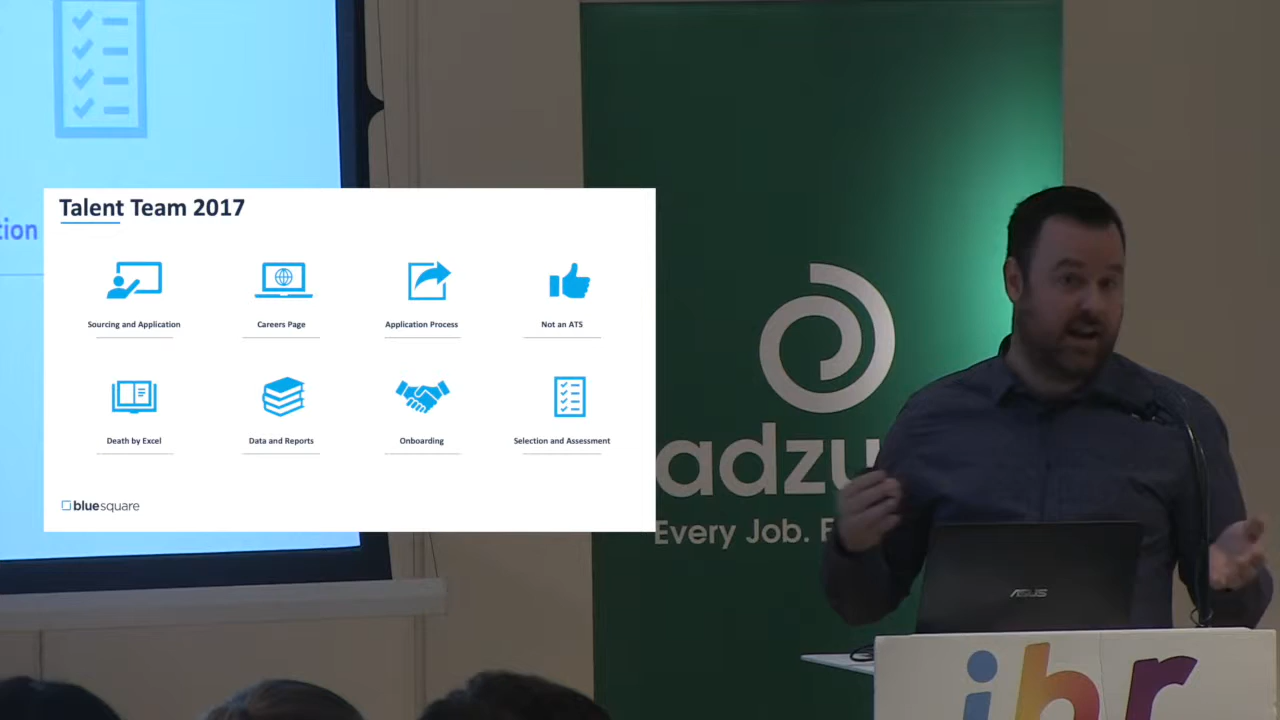 tion
Talent Team 2017
Sourcing and Application
Careers Page
Application Process
Not an ATS
Death by Excel
Data and Reports
Onboarding
Selection and Assessment
bluesquare
adzu
Every Job.
ASUS
ibr